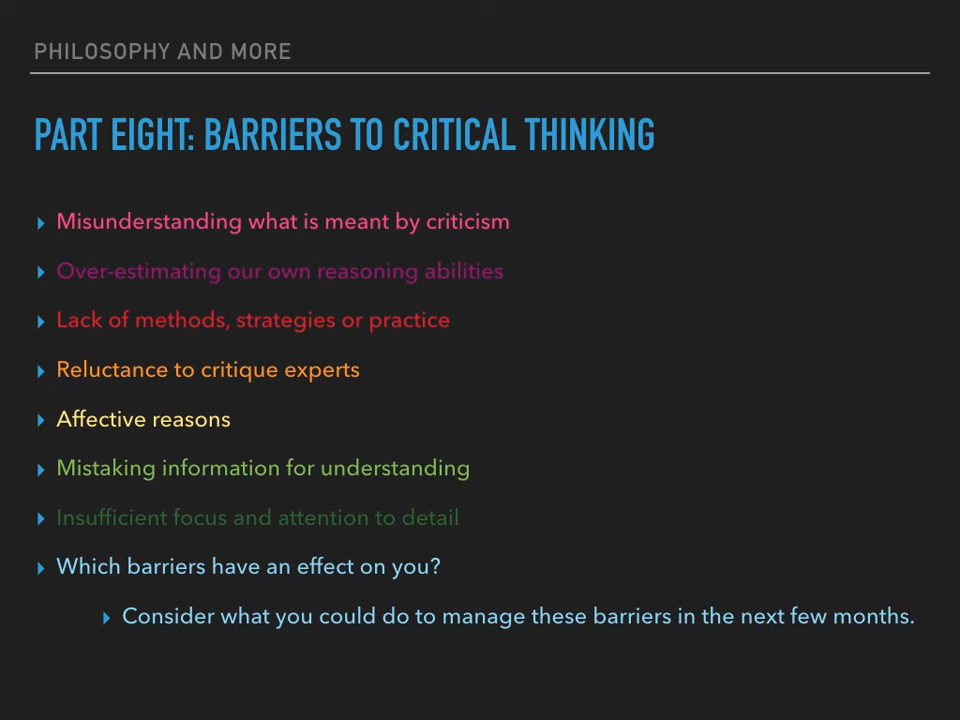 PHILOSOPHY AND MORE
PART EIGHT: BARRIERS TO CRITICAL THINKING
Misunderstanding what is meant by criticism
Over-estimating our own reasoning abilities
Lack of methods, strategies or practice
Reluctance to critique experts
Affective reasons
Mistaking information for understanding
Insufficient focus and attention to detail
Which barriers have an effect on you?
Consider what you could do to manage these barriers in the next few months.